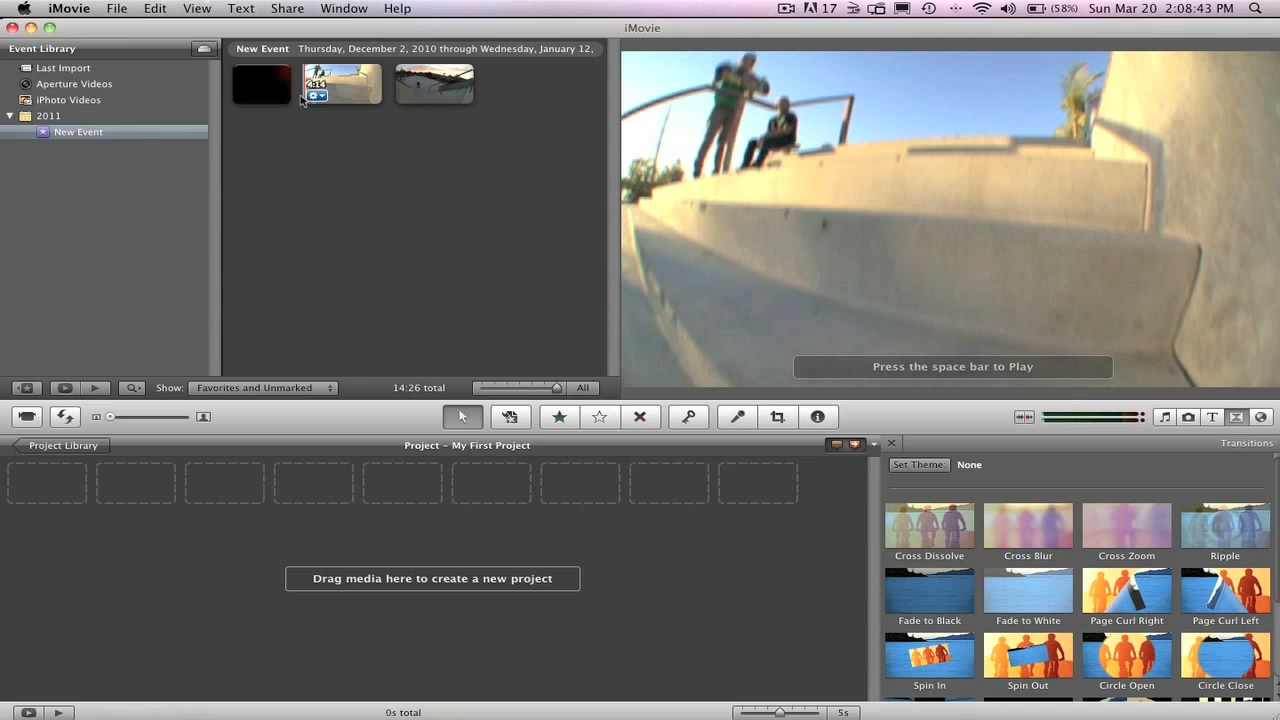 iMovie File Edit View Text Share Window Help 17 (58%) Sun Mar 20 2:08:43 PM
iMovie
Event Library
New Event Thursday, December 2, 2010 through Wednesday, January 12,
Last Import
Aperture Videos
iPhoto Videos
2011
New Event
4:14
Press the space bar to Play
Show: Favorites and Unmarked 14:26 total All
Project Library
Project - My First Project
Transitions
Set Theme: None
Drag media here to create a new project
Cross Dissolve Cross Blur Cross Zoom Ripple
Fade to Black Fade to White Page Curl Right Page Curl Left
Spin In Spin Out Circle Open Circle Close
0s total 5s